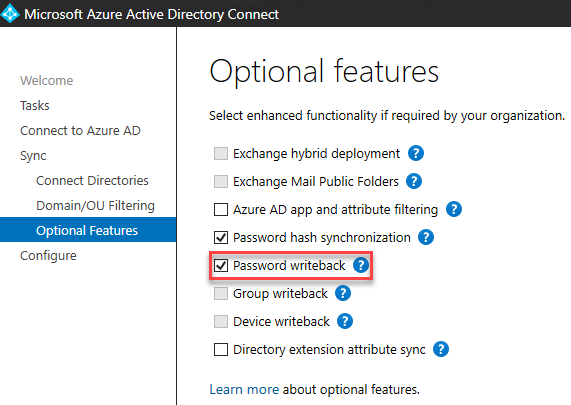 Microsoft Azure Active Directory Connect
Welcome
Tasks
Connect to Azure AD
Sync
Connect Directories
Domain/OU Filtering
Optional Features
Configure
Optional features
Select enhanced functionality if required by your organization.
Exchange hybrid deployment ?
Exchange Mail Public Folders ?
Azure AD app and attribute filtering ?
Password hash synchronization ?
Password writeback ?
Group writeback ?
Device writeback ?
Directory extension attribute sync ?
Learn more about optional features.